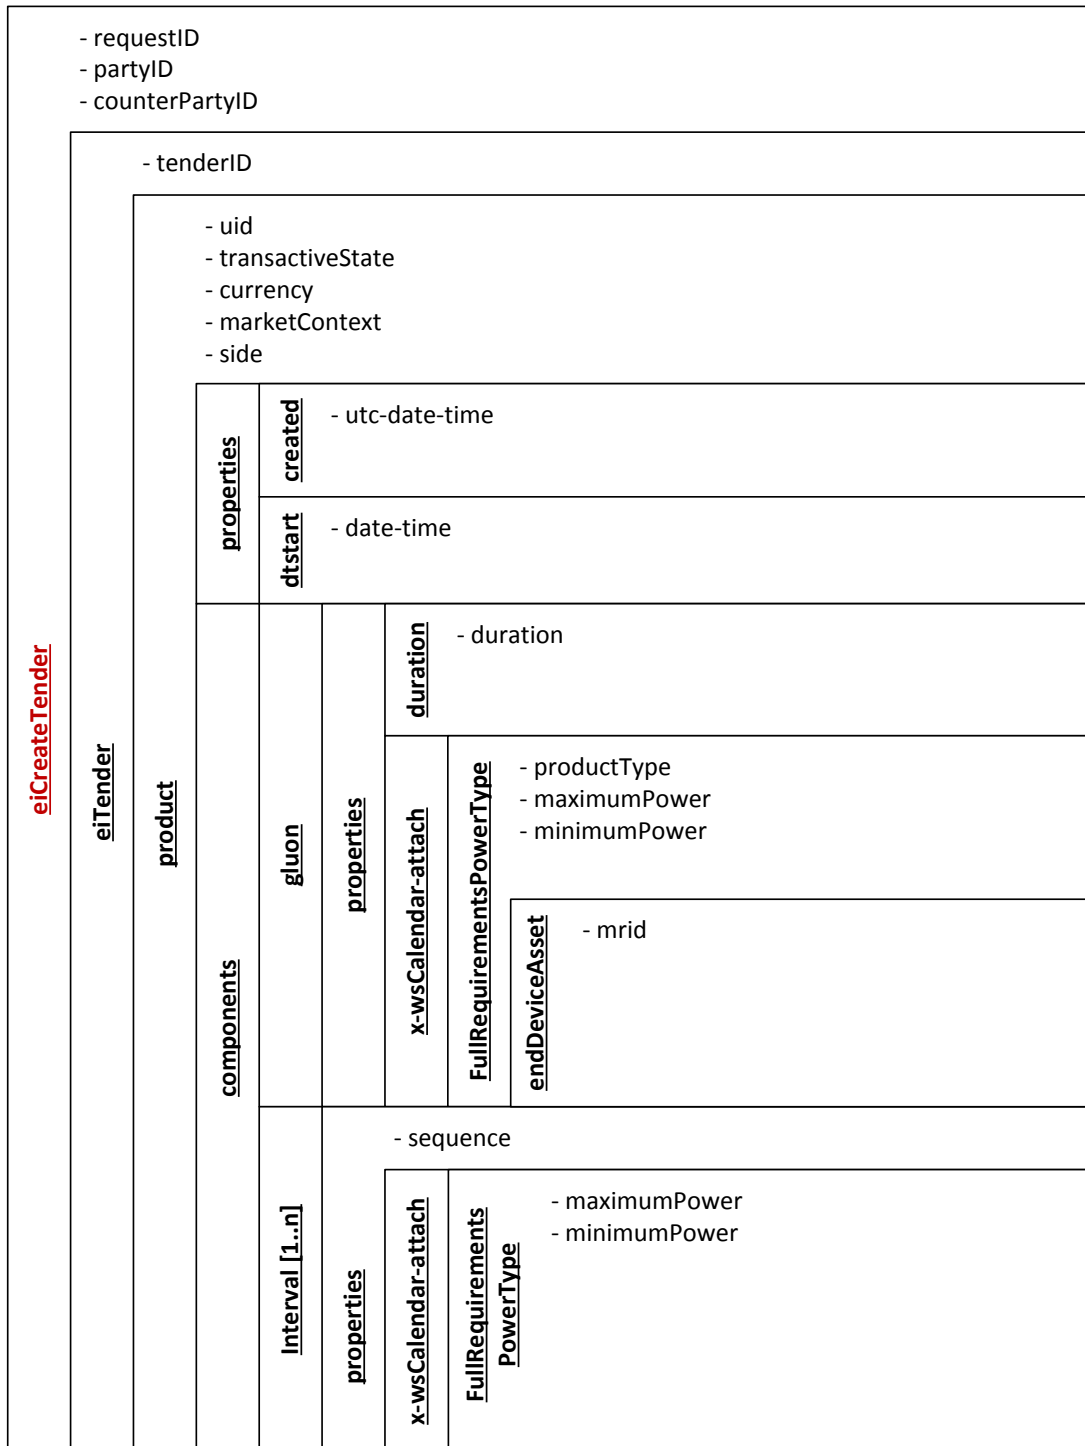 - requestID
- partyID
- counterPartyID
eiCreateTender
- tenderID
eiTender
- uid
- transactiveState
- currency
- marketContext
- side
product
properties
created
- utc-date-time
dtstart
- date-time
components
gluon
properties
duration
- duration
x-wsCalendar-attach
FullRequirementsPowerType
- productType
- maximumPower
- minimumPower
endDeviceAsset
- mrid
Interval [1..n]
properties
- sequence
x-wsCalendar-attach
FullRequirements
PowerType
- maximumPower
- minimumPower